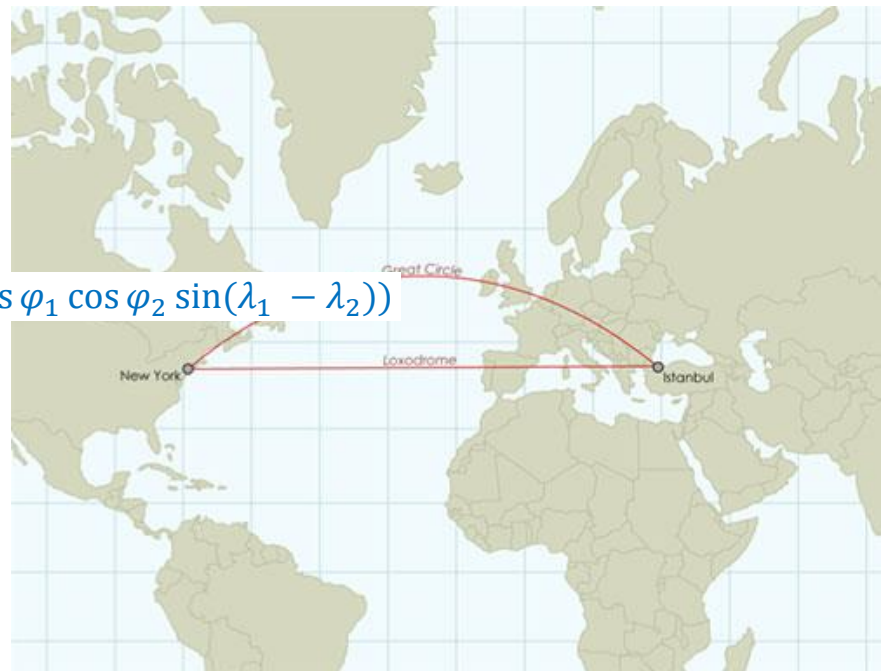 Great Circle
s φ₁ cos φ₂ sin(λ₁ − λ₂))
Loxodrome
New York
Istanbul